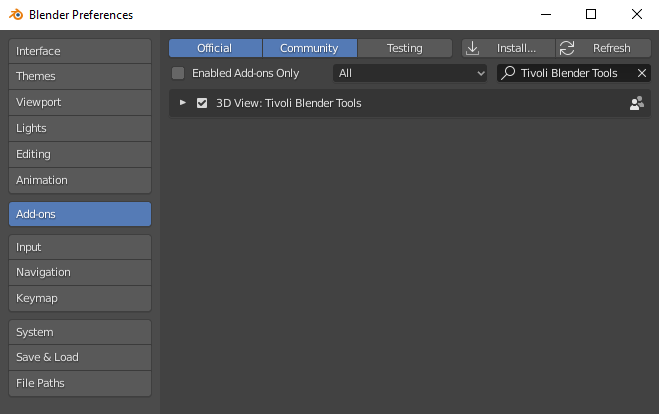 Blender Preferences
Interface
Themes
Viewport
Lights
Editing
Animation
Add-ons
Input
Navigation
Keymap
System
Save & Load
File Paths
Official Community Testing Install... Refresh
Enabled Add-ons Only All Tivoli Blender Tools
3D View: Tivoli Blender Tools